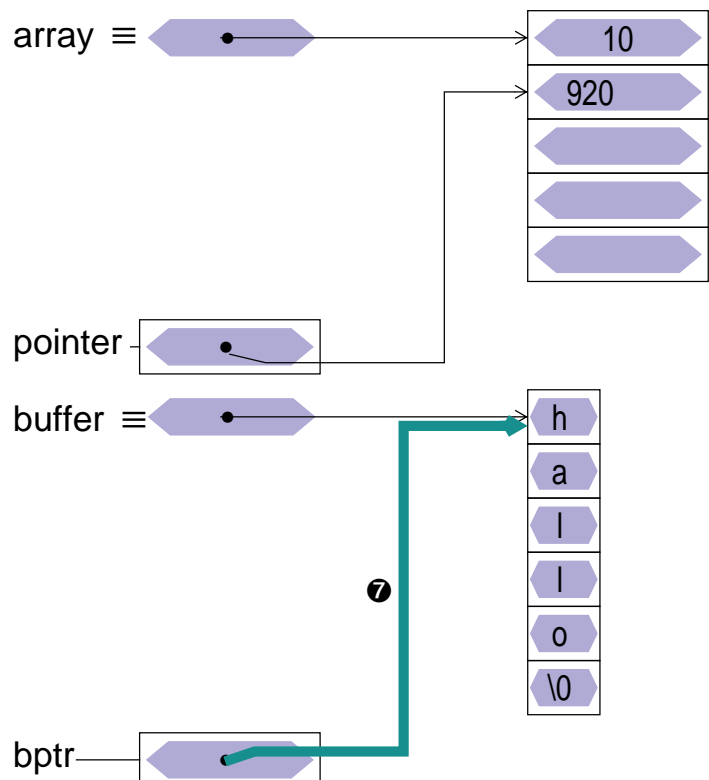 array ≡
10
920
pointer
buffer ≡
h
a
l
l
o
\0
❼
bptr